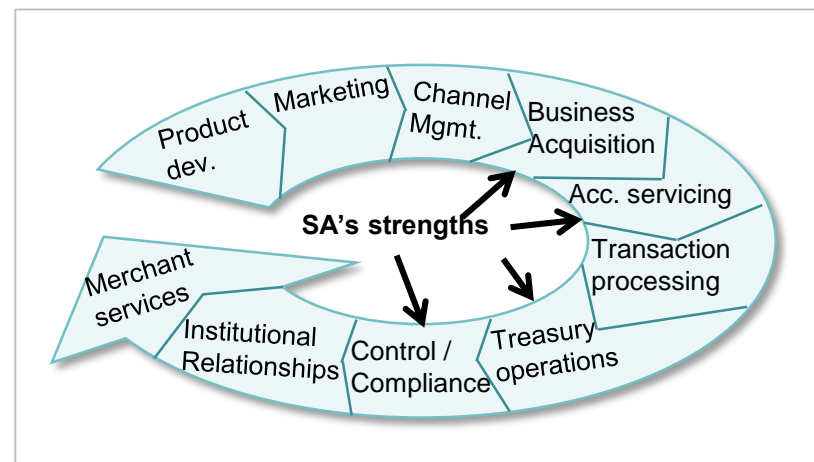 Product
dev.
Marketing
Channel
Mgmt.
Business
Acquisition
Acc. servicing
Transaction
processing
Treasury
operations
Control /
Compliance
Institutional
Relationships
Merchant
services
SA's strengths